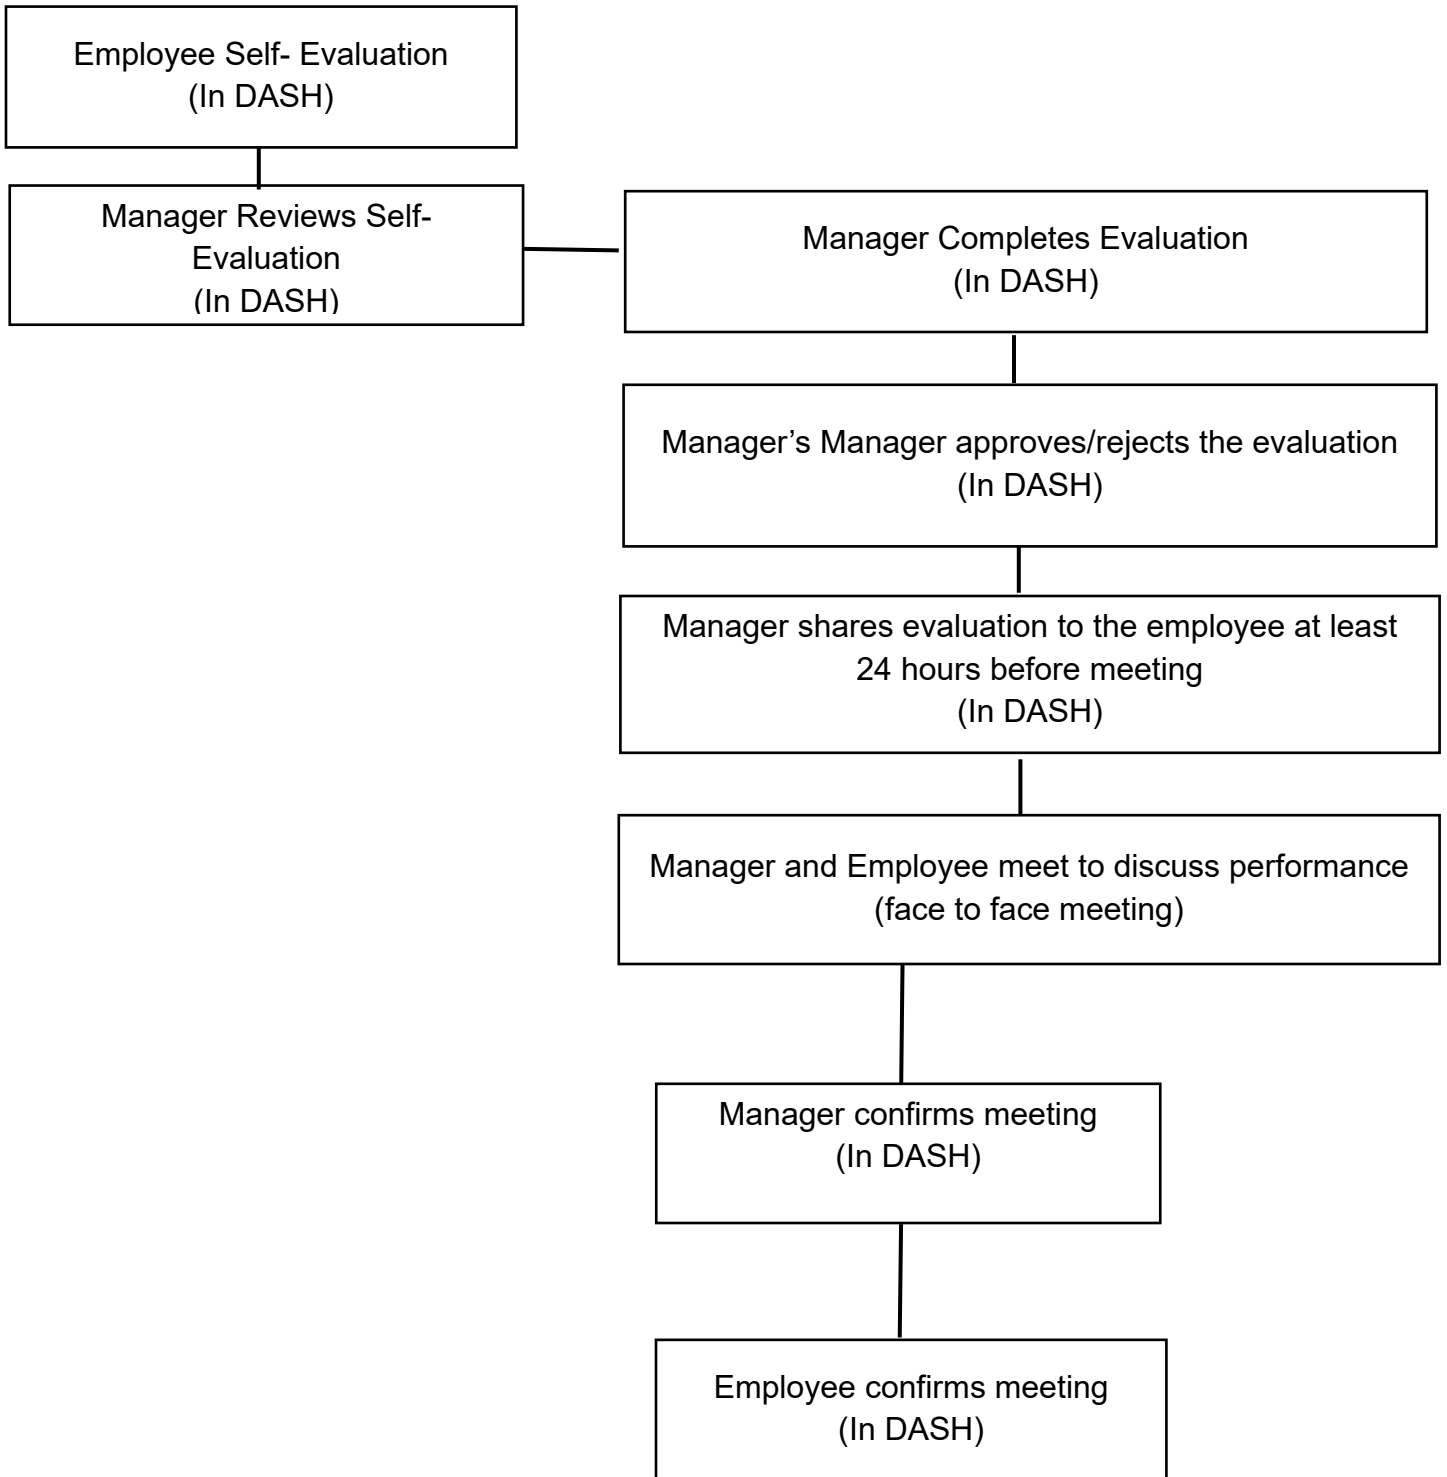 Employee Self- Evaluation
(In DASH)
Manager Reviews Self-
Evaluation
(In DASH)
Manager Completes Evaluation
(In DASH)
Manager’s Manager approves/rejects the evaluation
(In DASH)
Manager shares evaluation to the employee at least
24 hours before meeting
(In DASH)
Manager and Employee meet to discuss performance
(face to face meeting)
Manager confirms meeting
(In DASH)
Employee confirms meeting
(In DASH)